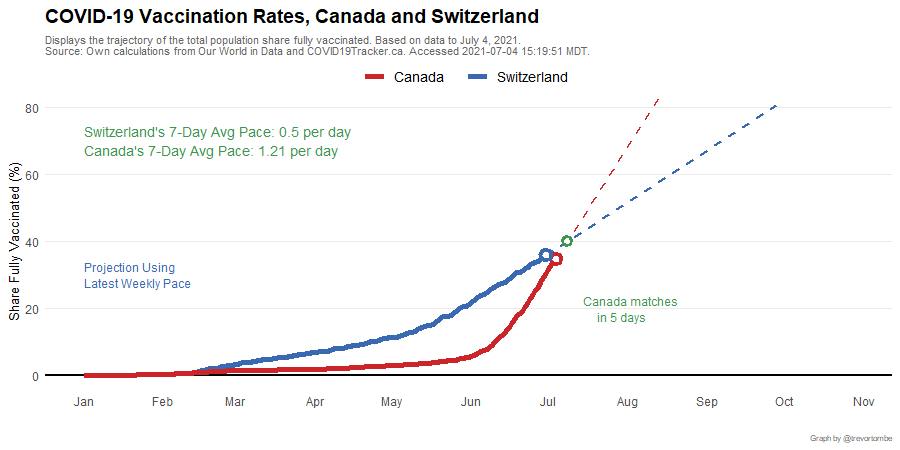 COVID-19 Vaccination Rates, Canada and Switzerland
Displays the trajectory of the total population share fully vaccinated. Based on data to July 4, 2021.
Source: Own calculations from Our World in Data and COVID19Tracker.ca. Accessed 2021-07-04 15:19:51 MDT.
Canada
Switzerland
Share Fully Vaccinated (%)
80
60
40
20
0
Switzerland's 7-Day Avg Pace: 0.5 per day
Canada's 7-Day Avg Pace: 1.21 per day
Projection Using
Latest Weekly Pace
Canada matches
in 5 days
Jan Feb Mar Apr May Jun Jul Aug Sep Oct Nov
Graph by @trevortombe